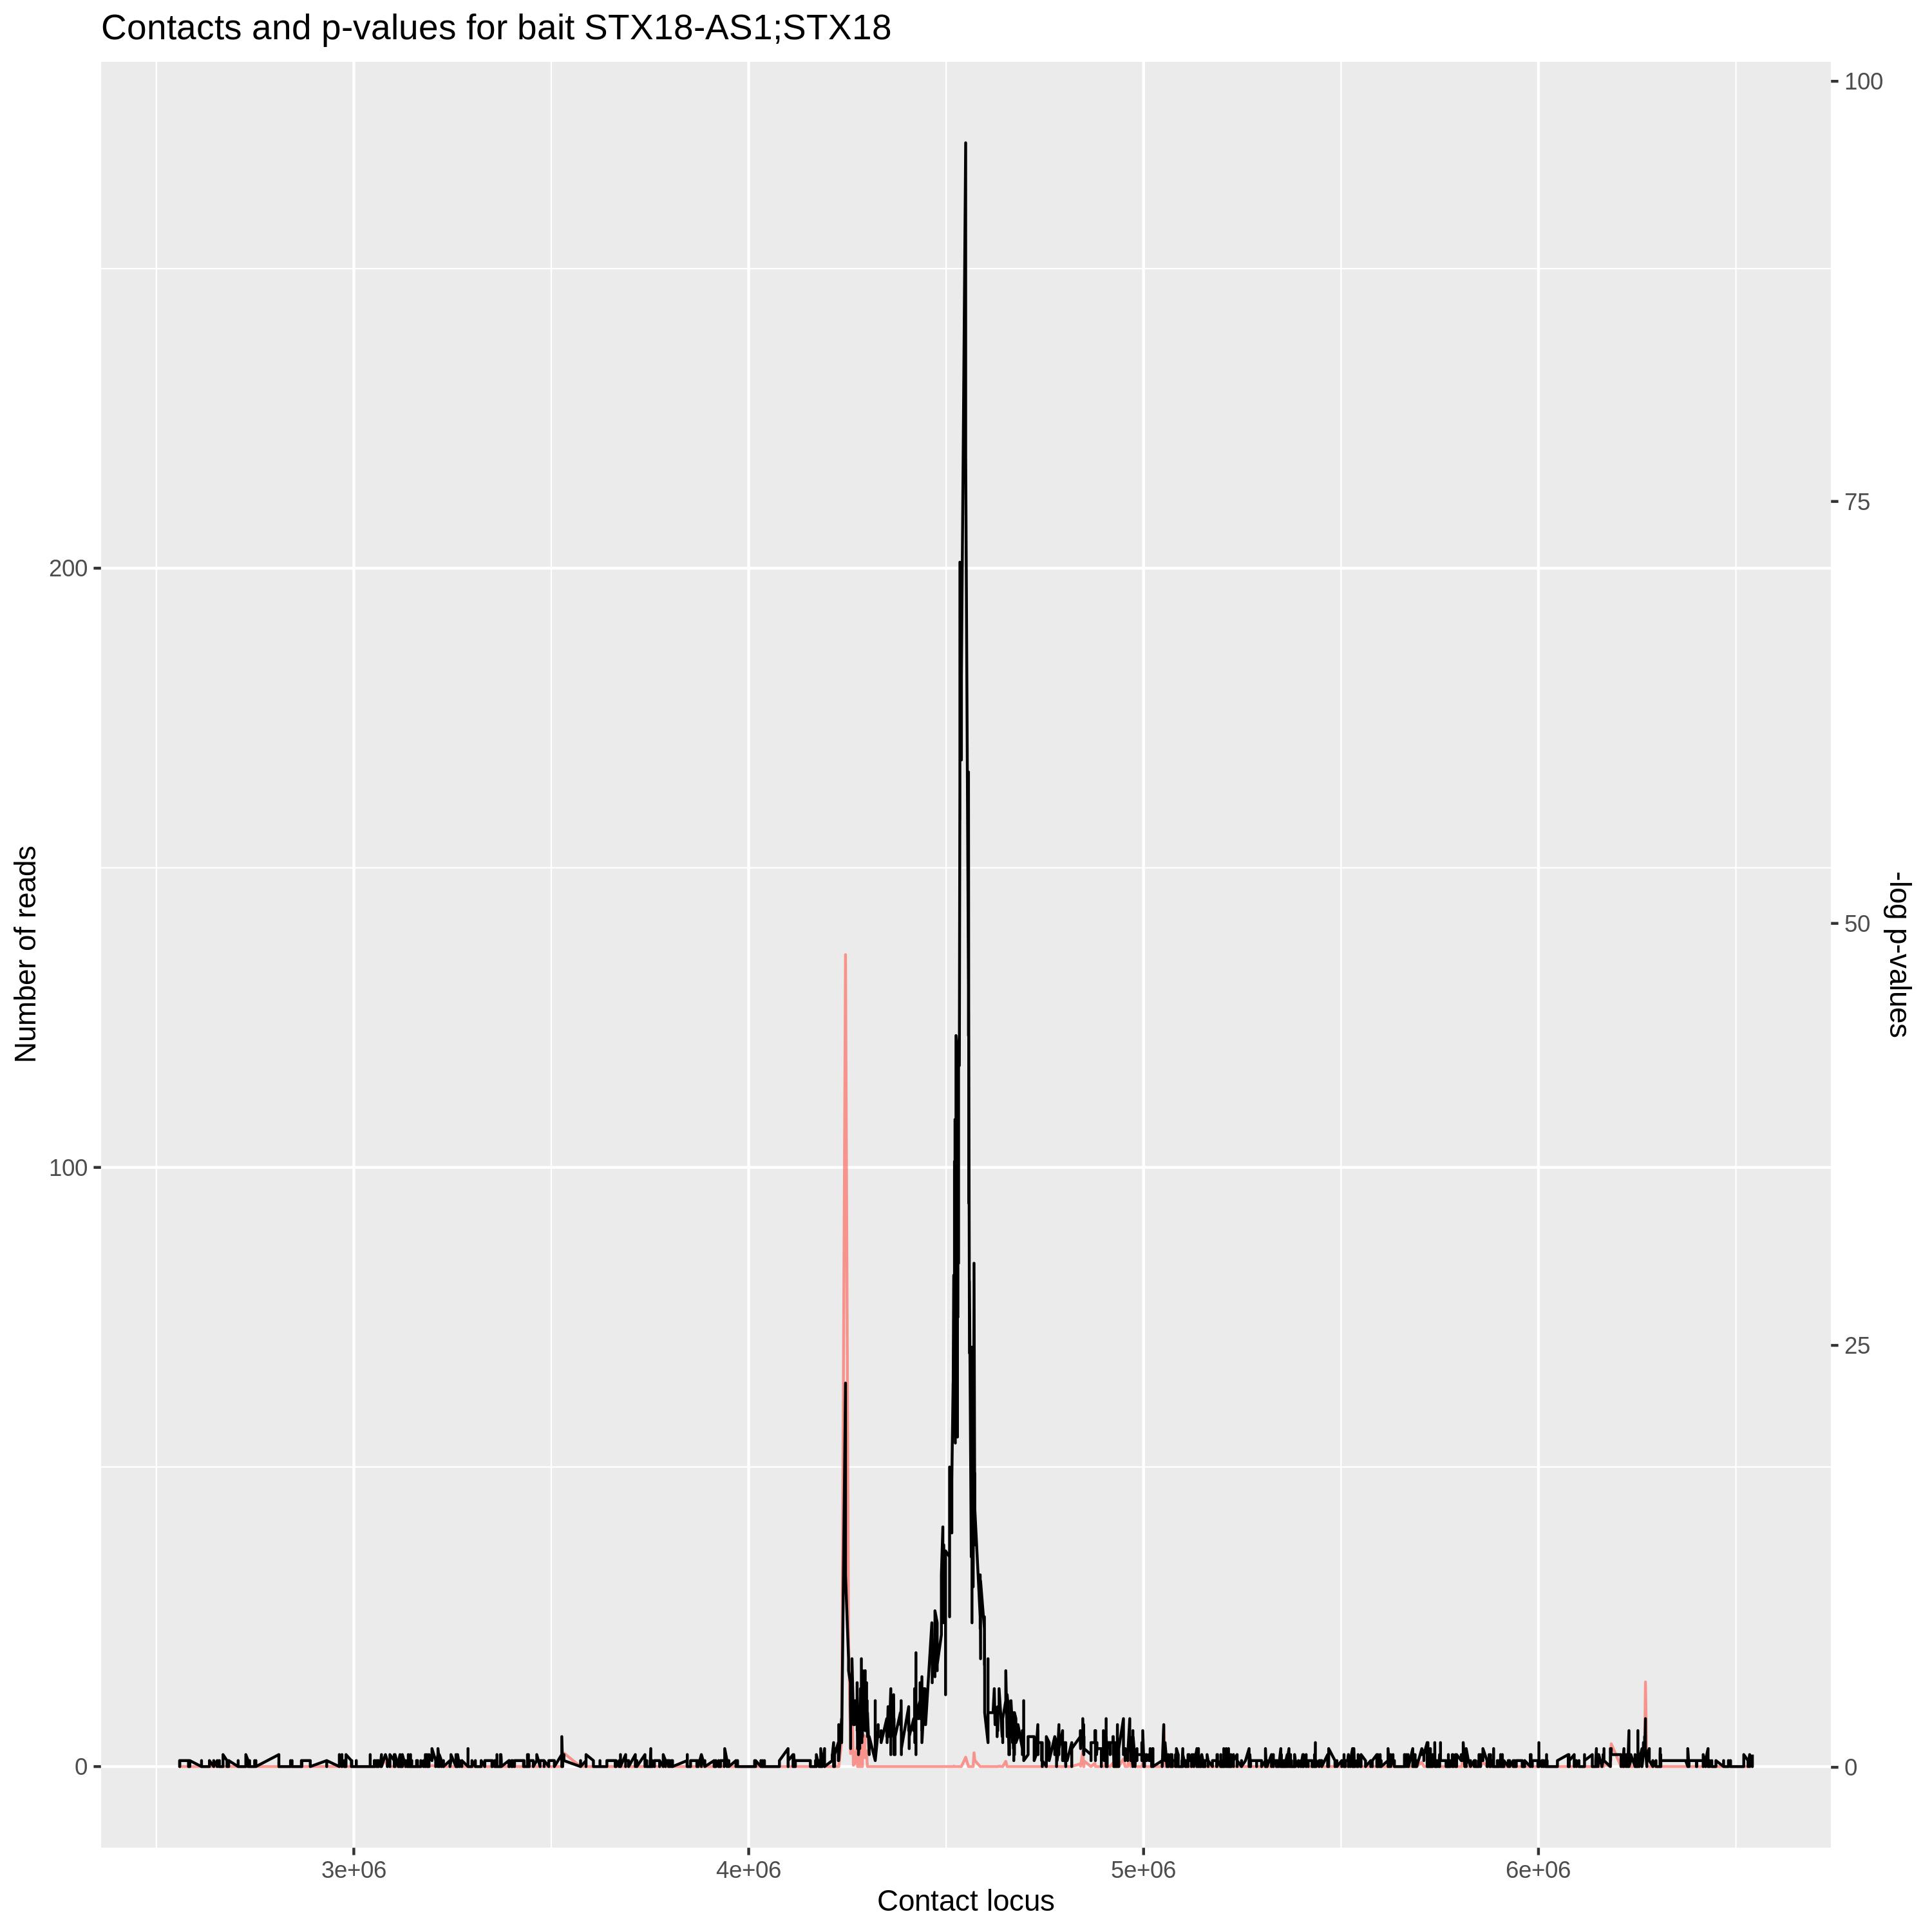 Contacts and p-values for bait STX18-AS1;STX18
100
75
50
25
0
-log p-values
200
100
0
Number of reads
3e+06
4e+06
5e+06
6e+06
Contact locus